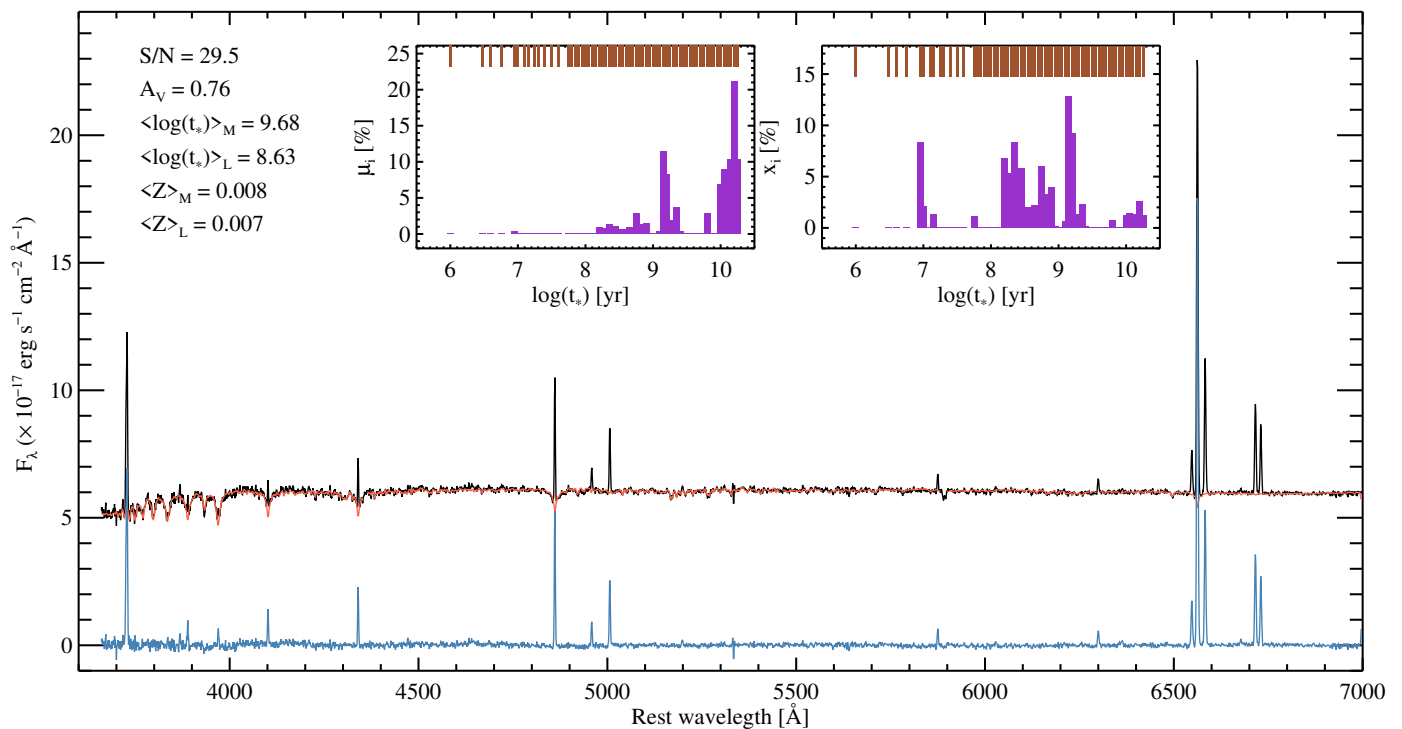 S/N = 29.5
A_V = 0.76
<log(t_*)>_M = 9.68
<log(t_*)>_L = 8.63
<Z>_M = 0.008
<Z>_L = 0.007
25
20
15
10
5
0
μ_i [%]
6 7 8 9 10
log(t_*) [yr]
15
10
5
0
x_i [%]
6 7 8 9 10
log(t_*) [yr]
20
15
10
5
0
F_λ (× 10⁻¹⁷ erg s⁻¹ cm⁻² Å⁻¹)
4000 4500 5000 5500 6000 6500 7000
Rest wavelegth [Å]